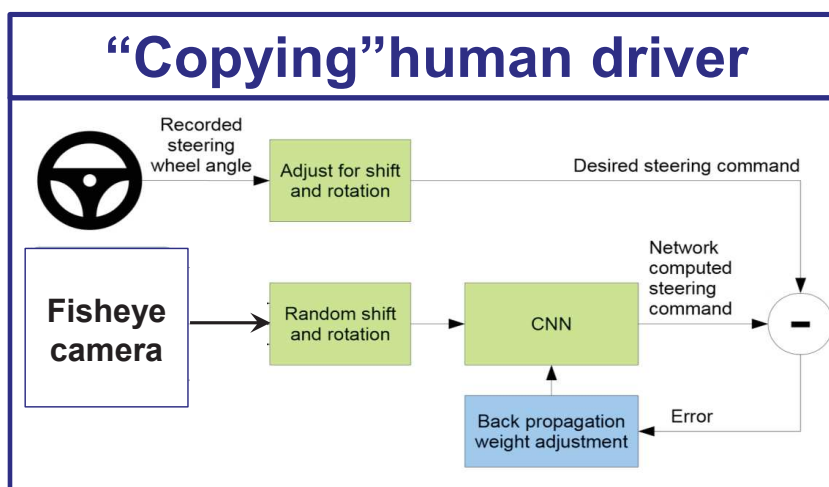 “Copying”human driver
Recorded
steering
wheel angle
Adjust for shift
and rotation
Desired steering command
Fisheye
camera
Random shift
and rotation
CNN
Network
computed
steering
command
-
Back propagation
weight adjustment
Error